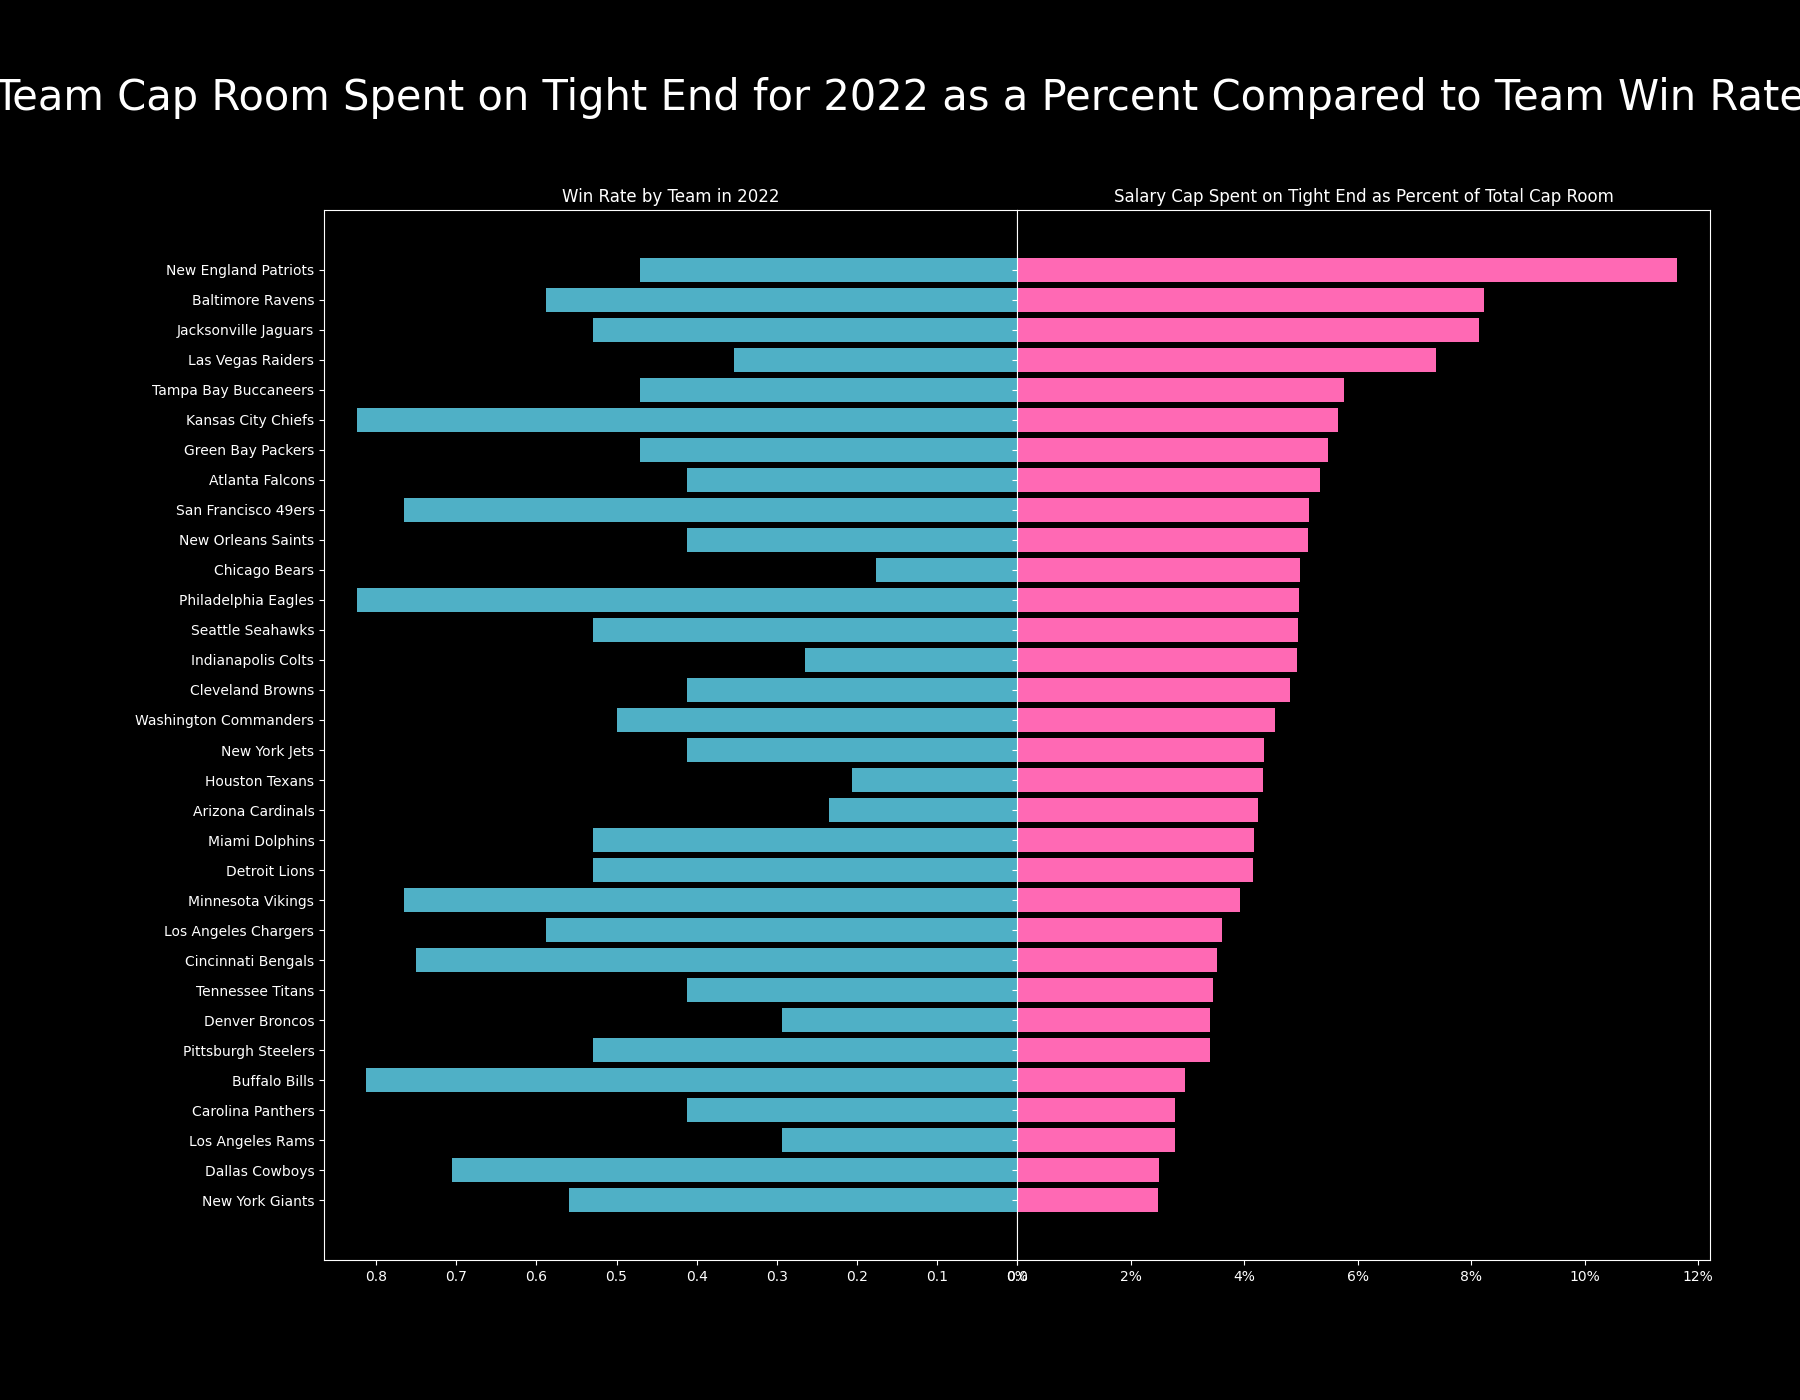 Team Cap Room Spent on Tight End for 2022 as a Percent Compared to Team Win Rate
Win Rate by Team in 2022
Salary Cap Spent on Tight End as Percent of Total Cap Room
New England Patriots
Baltimore Ravens
Jacksonville Jaguars
Las Vegas Raiders
Tampa Bay Buccaneers
Kansas City Chiefs
Green Bay Packers
Atlanta Falcons
San Francisco 49ers
New Orleans Saints
Chicago Bears
Philadelphia Eagles
Seattle Seahawks
Indianapolis Colts
Cleveland Browns
Washington Commanders
New York Jets
Houston Texans
Arizona Cardinals
Miami Dolphins
Detroit Lions
Minnesota Vikings
Los Angeles Chargers
Cincinnati Bengals
Tennessee Titans
Denver Broncos
Pittsburgh Steelers
Buffalo Bills
Carolina Panthers
Los Angeles Rams
Dallas Cowboys
New York Giants
0.8 0.7 0.6 0.5 0.4 0.3 0.2 0.1
2% 4% 6% 8% 10% 12%